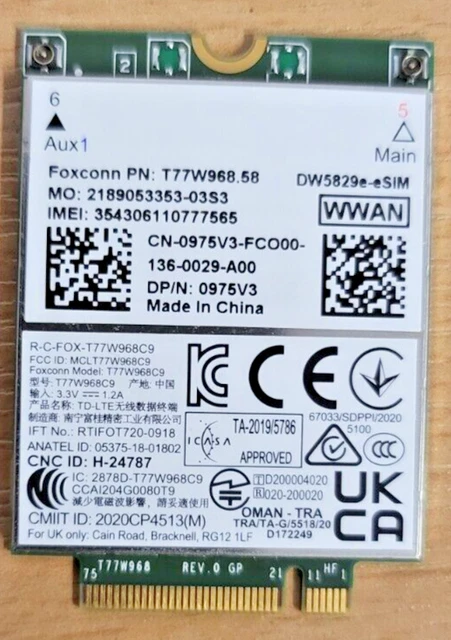 2
6
5
Aux1
Main
Foxconn PN: T77W968.58
DW5829e-eSIM
MO: 2189053353-03S3
WWAN
IMEI: 354306110777565
CN-0975V3-FCO00-
136-0029-A00
DP/N: 0975V3
Made In China
R-C-FOX-T77W968C9
FCC ID: MCLT77W968C9
Foxconn Model: T77W968C9
型号: T77W968C9 产地: 中国
输入: 3.3V 1.2A
产品名称: TD-LTE无线数据终端
制造商: 南宁富桂精密工业有限公司
IFT No.: RTIFOT720-0918
ANATEL ID: 05375-18-01802
CNC ID: H-24787
KC CE
67033/SDPPI/2020
5100
ICASA
TA-2019/5786
APPROVED
CCC
IC: 2878D-T77W968C9
CCAI204G0080T9
減少電磁波影響，請妥適使用
T D200004020
R 020-200020
UK
CA
CMIIT ID: 2020CP4513(M)
OMAN - TRA
TRA/TA-G/5518/20
D172249
For UK only: Cain Road, Bracknell, RG12 1LF
75 T77W968 REV.0 GP 21 11 HF 1